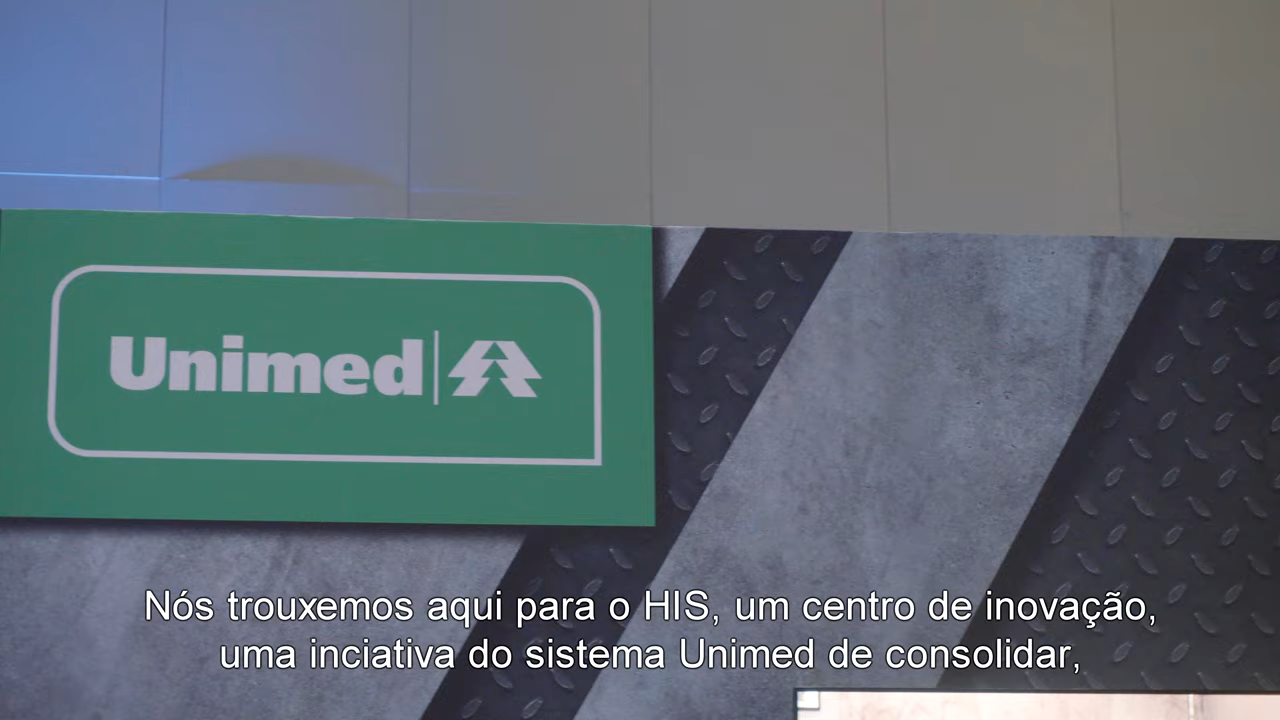 Unimed
Nós trouxemos aqui para o HIS, um centro de inovação,
uma inciativa do sistema Unimed de consolidar,